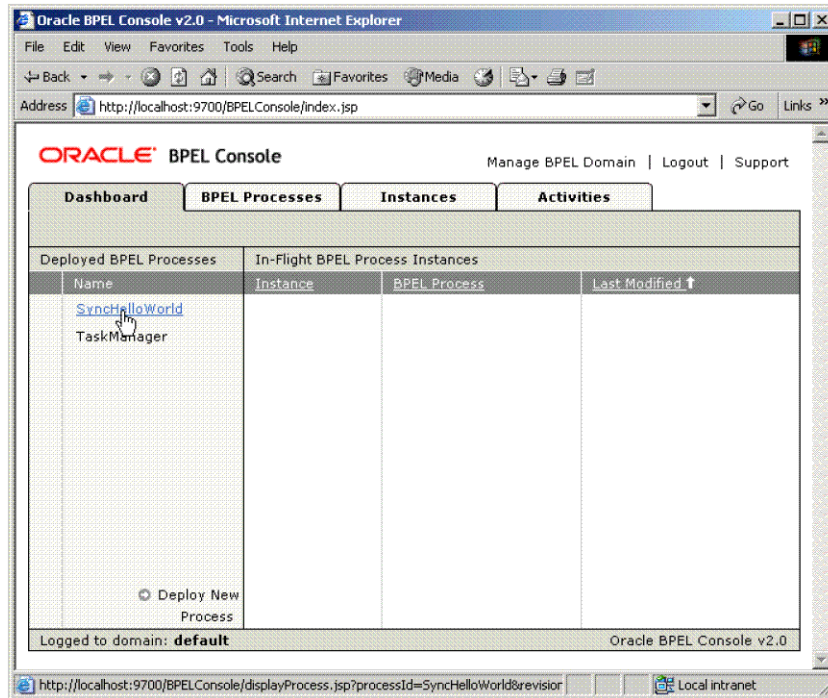 Oracle BPEL Console v2.0 - Microsoft Internet Explorer
File Edit View Favorites Tools Help
Back Search Favorites Media
Address http://localhost:9700/BPELConsole/index.jsp Go Links »
ORACLE BPEL Console
Manage BPEL Domain | Logout | Support
Dashboard BPEL Processes Instances Activities
Deployed BPEL Processes In-Flight BPEL Process Instances
Name Instance BPEL Process Last Modified
SyncHelloWorld
TaskManager
Deploy New
Process
Logged to domain: default Oracle BPEL Console v2.0
http://localhost:9700/BPELConsole/displayProcess.jsp?processId=SyncHelloWorld&revision Local intranet